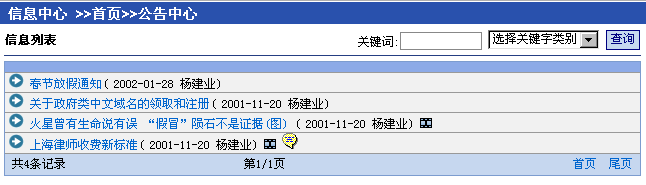 信息中心 >>首页>>公告中心
信息列表 关键词: 选择关键字类别 查询
春节放假通知( 2002-01-28 杨建业)
关于政府类中文域名的领取和注册( 2001-11-20 杨建业)
火星曾有生命说有误 “假冒”陨石不是证据(图) ( 2001-11-20 杨建业)
上海律师收费新标准( 2001-11-20 杨建业)
共4条记录 第1/1页 首页 尾页